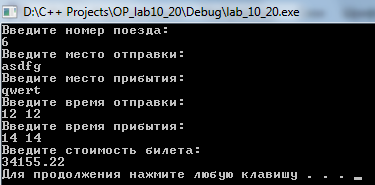 D:\C++ Projects\OP_lab10_20\Debug\lab_10_20.exe
Введите номер поезда:
6
Введите место отправки:
asdfg
Введите место прибытия:
qwert
Введите время отправки:
12 12
Введите время прибытия:
14 14
Введите стоимость билета:
34155.22
Для продолжения нажмите любую клавишу . . .